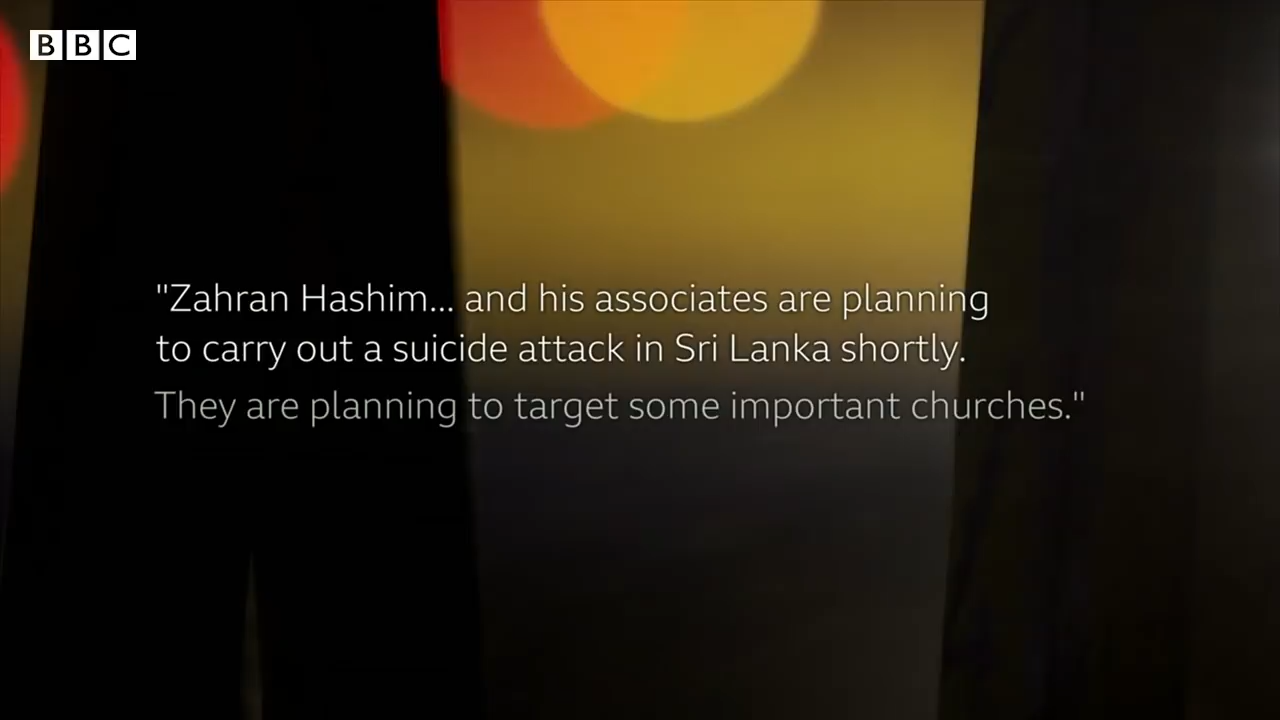 BBC
"Zahran Hashim... and his associates are planning
to carry out a suicide attack in Sri Lanka shortly.
They are planning to target some important churches."